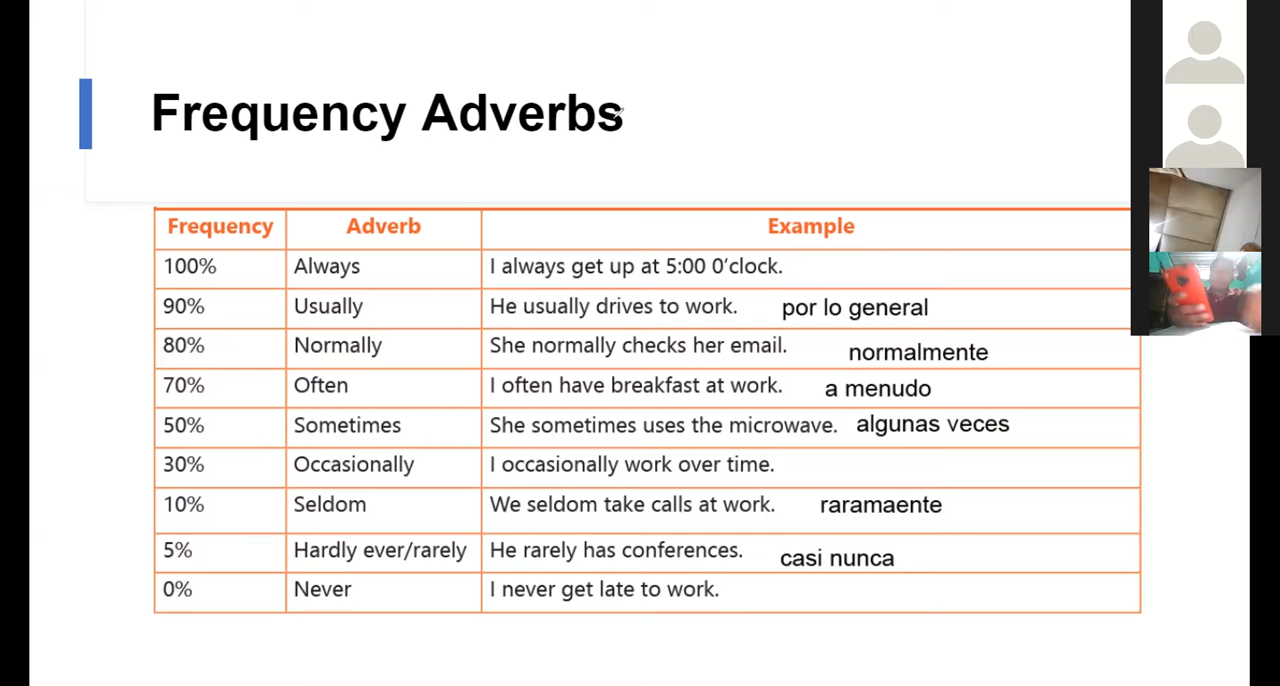 Frequency Adverbs
Frequency Adverb Example
100% Always I always get up at 5:00 0'clock.
90% Usually He usually drives to work. por lo general
80% Normally She normally checks her email. normalmente
70% Often I often have breakfast at work. a menudo
50% Sometimes She sometimes uses the microwave. algunas veces
30% Occasionally I occasionally work over time.
10% Seldom We seldom take calls at work. raramaente
5% Hardly ever/rarely He rarely has conferences. casi nunca
0% Never I never get late to work.